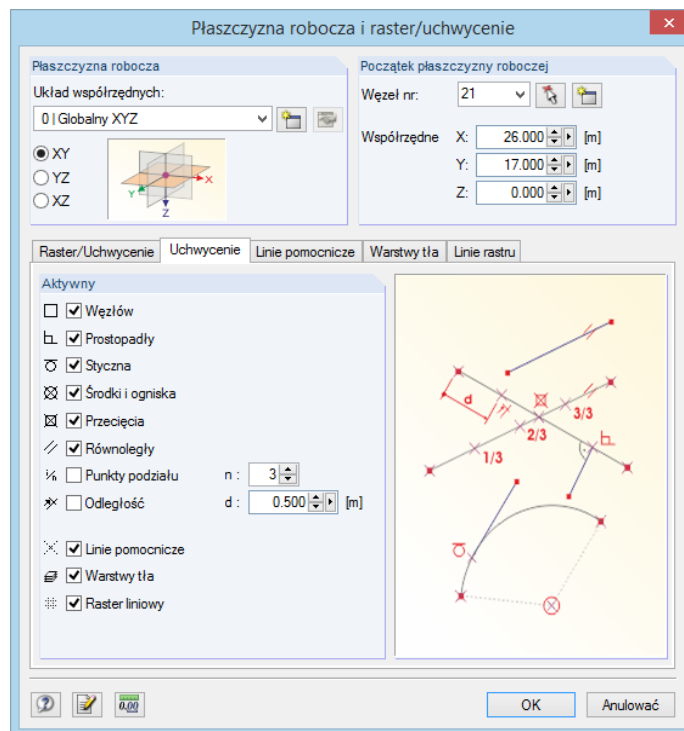 Płaszczyzna robocza i raster/uchwycenie
Płaszczyzna robocza
Układ współrzędnych:
0 | Globalny XYZ
XY
YZ
XZ
X
Y
Z
Początek płaszczyzny roboczej
Węzeł nr: 21
Współrzędne X: 26.000 [m]
Y: 17.000 [m]
Z: 0.000 [m]
Raster/Uchwycenie Uchwycenie Linie pomocnicze Warstwy tła Linie rastru
Aktywny
Węzłów
Prostopadły
Styczna
Środki i ogniska
Przecięcia
Równoległy
1/n Punkty podziału n : 3
Odległość d : 0.500 [m]
Linie pomocnicze
Warstwy tła
Raster liniowy
d
3/3
2/3
1/3
0.00
OK Anulować